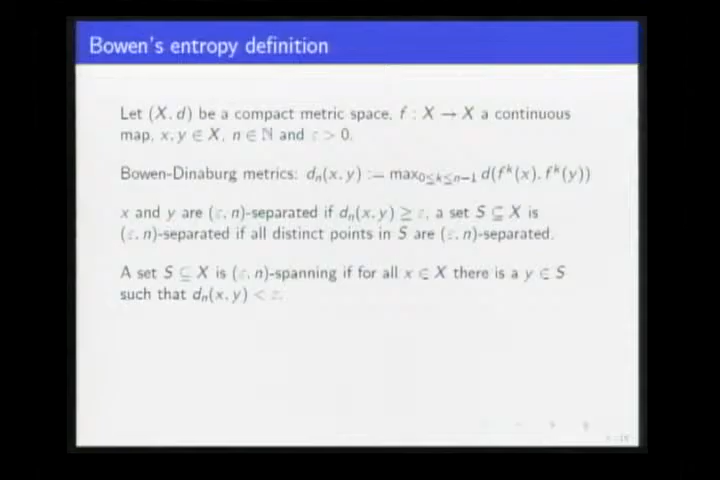 Bowen's entropy definition
Let (X, d) be a compact metric space, f : X → X a continuous
map, x, y ∈ X, n ∈ ℕ and ε > 0.
Bowen-Dinaburg metrics: dₙ(x, y) := max₀≤k≤n−1 d(fᵏ(x), fᵏ(y))
x and y are (ε, n)-separated if dₙ(x, y) ≥ ε, a set S ⊆ X is
(ε, n)-separated if all distinct points in S are (ε, n)-separated.
A set S ⊆ X is (ε, n)-spanning if for all x ∈ X there is a y ∈ S
such that dₙ(x, y) < ε.